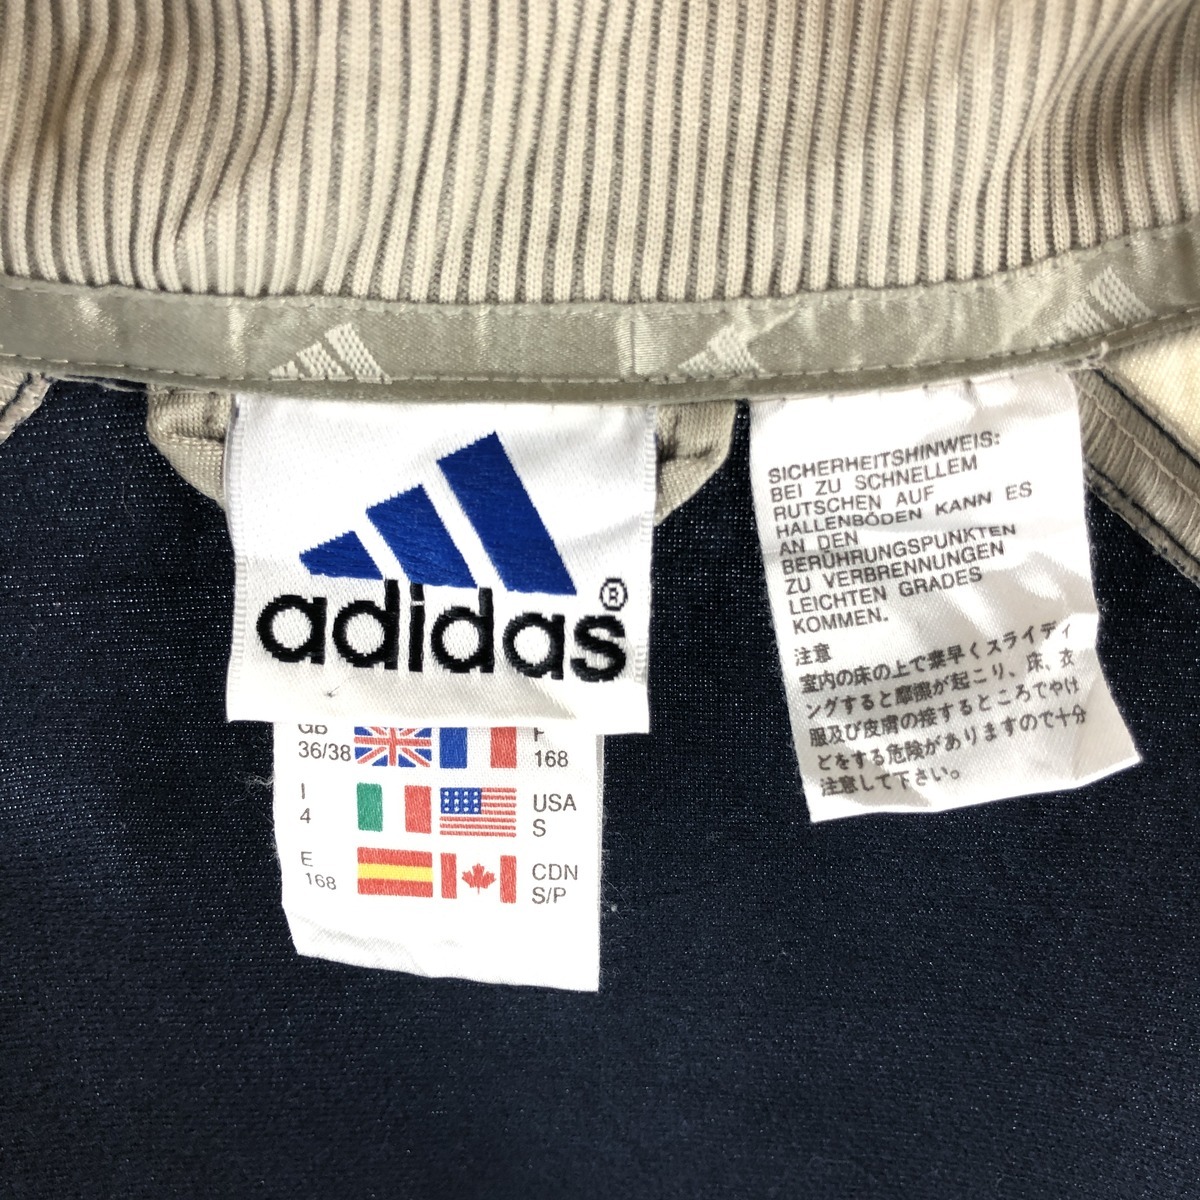 adidas®
GB
36/38
F
168
I
4
USA
S
E
168
CDN
S/P
SICHERHEITSHINWEIS:
BEI ZU SCHNELLEM
RUTSCHEN AUF
HALLENBÖDEN KANN ES
AN DEN
BERÜHRUNGSPUNKTEN
ZU VERBRENNUNGEN
LEICHTEN GRADES
KOMMEN.
注意
室内の床の上で素早くスライディ
ングすると摩擦が起こり、床、衣
服及び皮膚の接するところでやけ
どをする危険がありますので十分
注意して下さい。